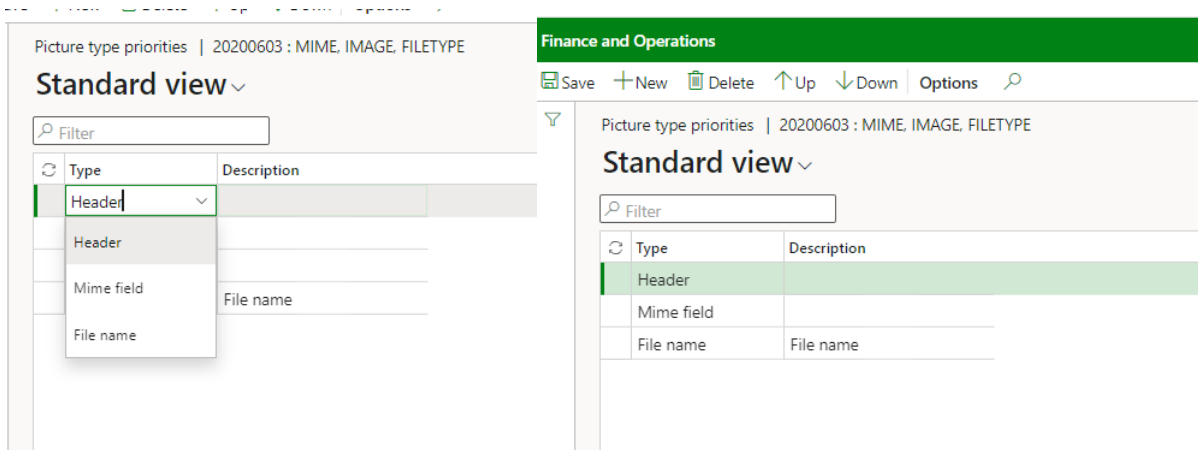 Picture type priorities | 20200603 : MIME, IMAGE, FILETYPE
Standard view
Filter
Type Description
Header
Header
Mime field
File name
File name
Finance and Operations
Save New Delete Up Down Options
Picture type priorities | 20200603 : MIME, IMAGE, FILETYPE
Standard view
Filter
Type Description
Header
Mime field
File name File name